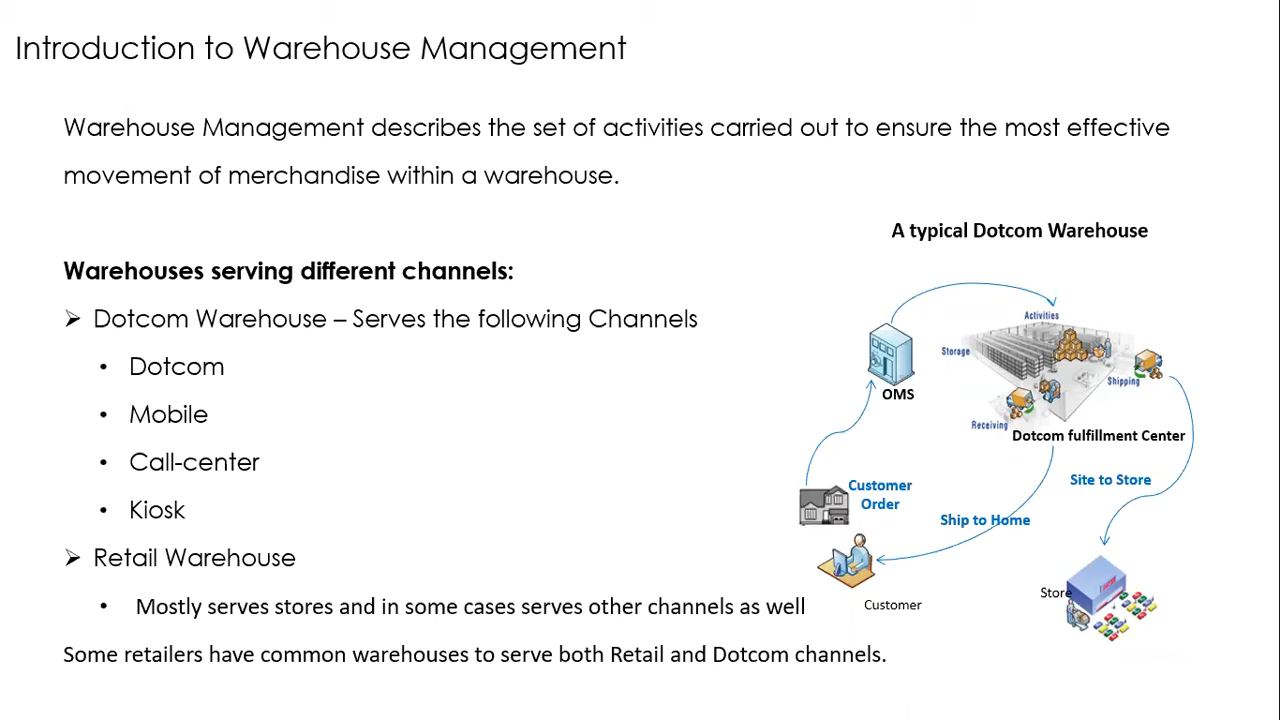 Introduction to Warehouse Management
Warehouse Management describes the set of activities carried out to ensure the most effective
movement of merchandise within a warehouse.
Warehouses serving different channels:
➢ Dotcom Warehouse – Serves the following Channels
• Dotcom
• Mobile
• Call-center
• Kiosk
➢ Retail Warehouse
• Mostly serves stores and in some cases serves other channels as well
Some retailers have common warehouses to serve both Retail and Dotcom channels.
A typical Dotcom Warehouse
Activities
Storage
Shipping
OMS
Receiving
Dotcom fulfillment Center
Customer
Order
Site to Store
Ship to Home
Store
Customer